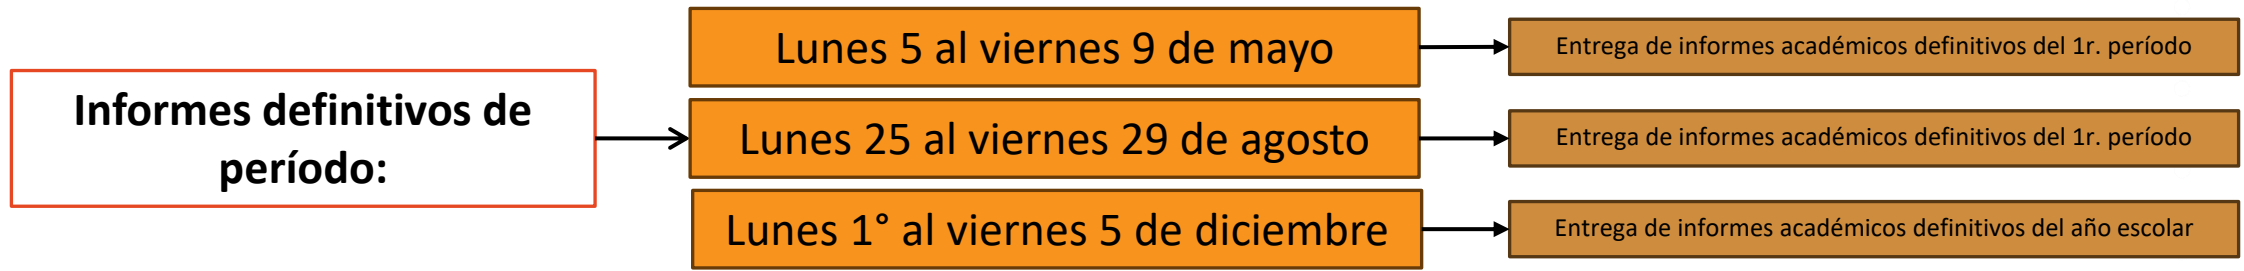 Informes definitivos de
período:
Lunes 5 al viernes 9 de mayo
Entrega de informes académicos definitivos del 1r. período
Lunes 25 al viernes 29 de agosto
Entrega de informes académicos definitivos del 1r. período
Lunes 1° al viernes 5 de diciembre
Entrega de informes académicos definitivos del año escolar